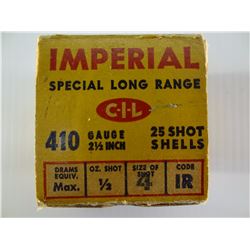 IMPERIAL
SPECIAL LONG RANGE
C-I-L
410 GAUGE 2½ INCH 25 SHOT SHELLS
DRAMS EQUIV. Max.
OZ. SHOT ½
SIZE OF SHOT 4
CODE IR